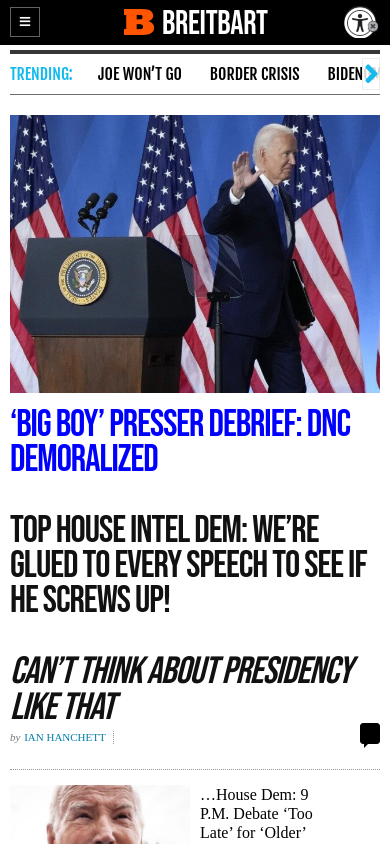 BREITBART
TRENDING: JOE WON'T GO BORDER CRISIS BIDEN
‘BIG BOY’ PRESSER DEBRIEF: DNC
DEMORALIZED
TOP HOUSE INTEL DEM: WE’RE
GLUED TO EVERY SPEECH TO SEE IF
HE SCREWS UP!
CAN’T THINK ABOUT PRESIDENCY
LIKE THAT
by IAN HANCHETT
…House Dem: 9
P.M. Debate ‘Too
Late’ for ‘Older’